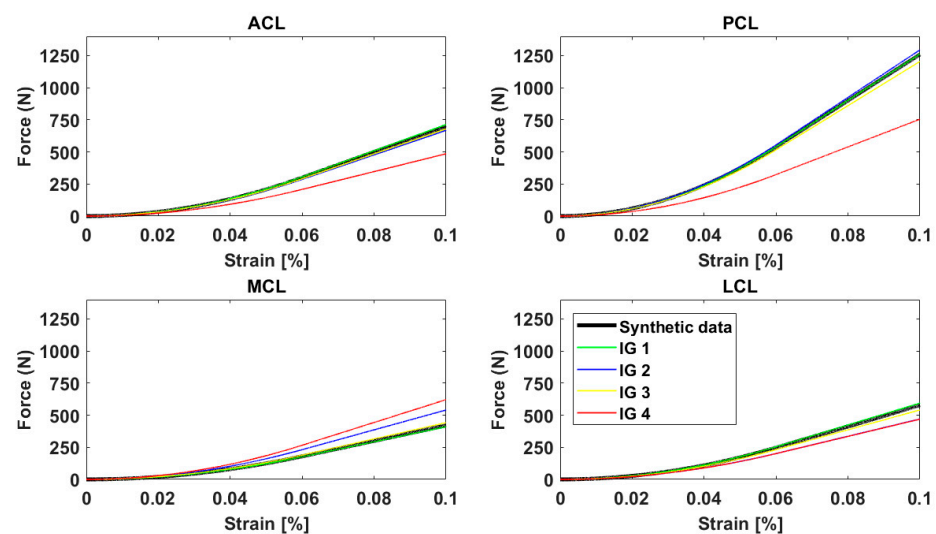 ACL
1250
1000
750
500
250
0
Force (N)
0 0.02 0.04 0.06 0.08 0.1
Strain [%]
PCL
1250
1000
750
500
250
0
Force (N)
0 0.02 0.04 0.06 0.08 0.1
Strain [%]
MCL
1250
1000
750
500
250
0
Force (N)
0 0.02 0.04 0.06 0.08 0.1
Strain [%]
LCL
1250
1000
750
500
250
0
Force (N)
Synthetic data
IG 1
IG 2
IG 3
IG 4
0 0.02 0.04 0.06 0.08 0.1
Strain [%]